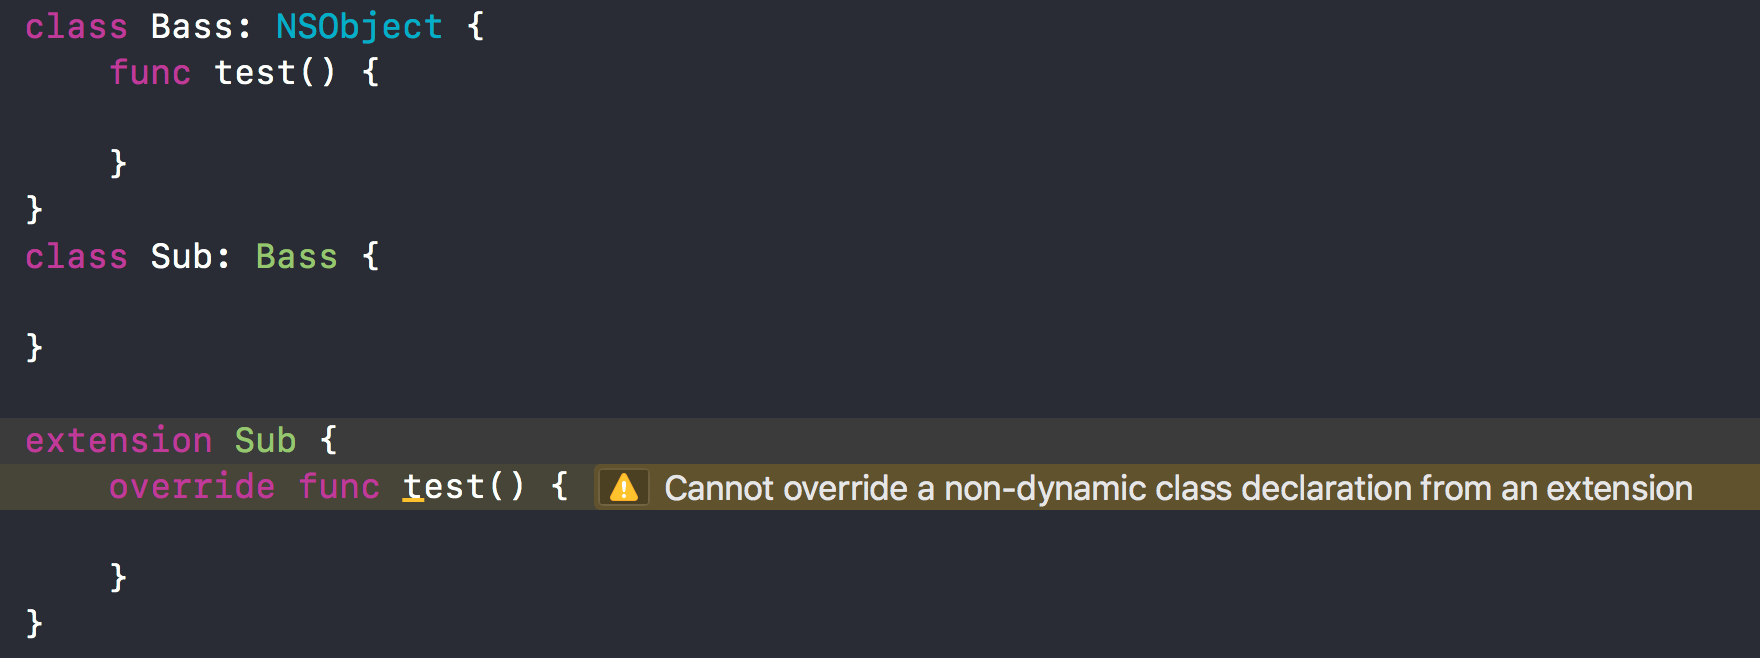 class Bass: NSObject {
    func test() {
    }
}
class Sub: Bass {
}
extension Sub {
    override func test() { Cannot override a non-dynamic class declaration from an extension
    }
}